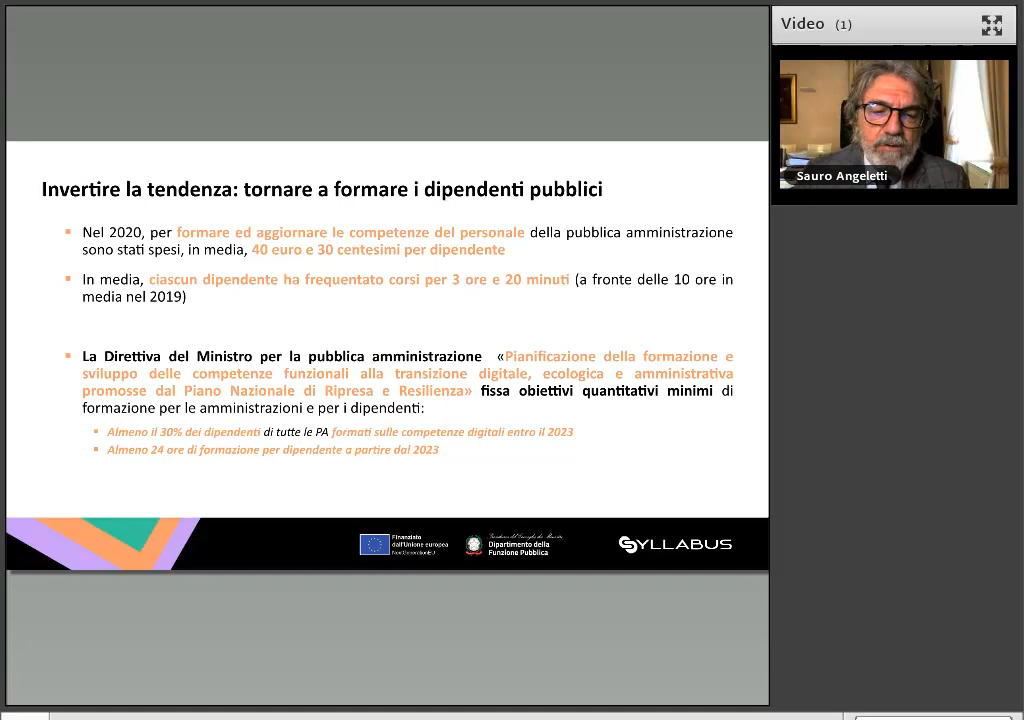 Video (1)
Sauro Angeletti
Invertire la tendenza: tornare a formare i dipendenti pubblici
Nel 2020, per formare ed aggiornare le competenze del personale della pubblica amministrazione
sono stati spesi, in media, 40 euro e 30 centesimi per dipendente
In media, ciascun dipendente ha frequentato corsi per 3 ore e 20 minuti (a fronte delle 10 ore in
media nel 2019)
La Direttiva del Ministro per la pubblica amministrazione «Pianificazione della formazione e
sviluppo delle competenze funzionali alla transizione digitale, ecologica e amministrativa
promosse dal Piano Nazionale di Ripresa e Resilienza» fissa obiettivi quantitativi minimi di
formazione per le amministrazioni e per i dipendenti:
Almeno il 30% dei dipendenti di tutte le PA formati sulle competenze digitali entro il 2023
Almeno 24 ore di formazione per dipendente a partire dal 2023
Finanziato
dall'Unione europea
NextGenerationEU
Presidenza del Consiglio dei Ministri
Dipartimento della
Funzione Pubblica
SYLLABUS